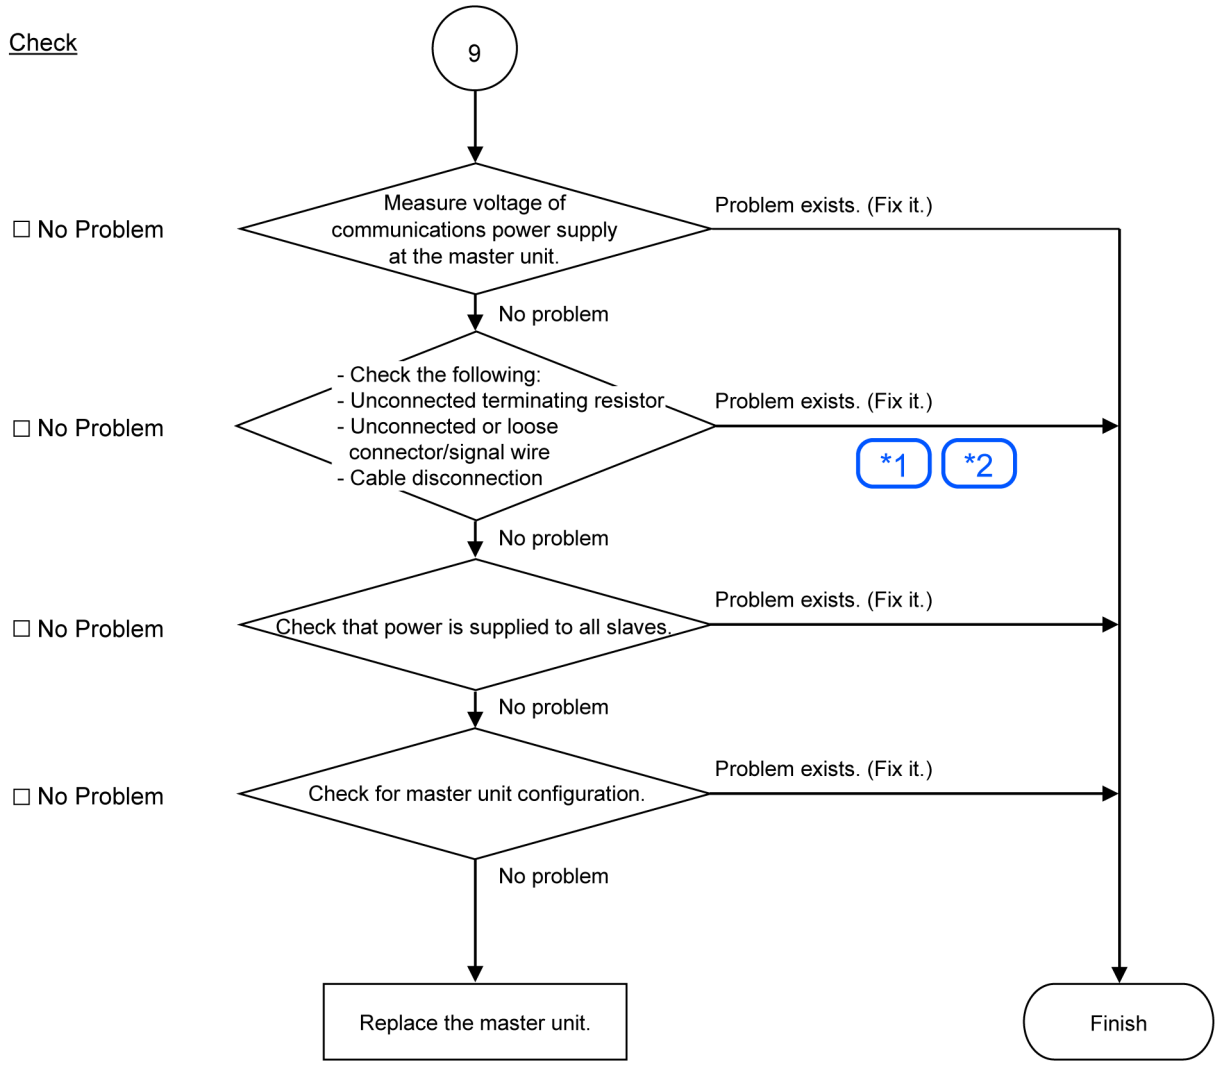 Check
9
Measure voltage of
communications power supply
at the master unit.
Problem exists. (Fix it.)
☐ No Problem
No problem
- Check the following:
- Unconnected terminating resistor
- Unconnected or loose
connector/signal wire
- Cable disconnection
Problem exists. (Fix it.)
*1
*2
☐ No Problem
No problem
Check that power is supplied to all slaves.
Problem exists. (Fix it.)
☐ No Problem
No problem
Check for master unit configuration.
Problem exists. (Fix it.)
☐ No Problem
No problem
Replace the master unit.
Finish